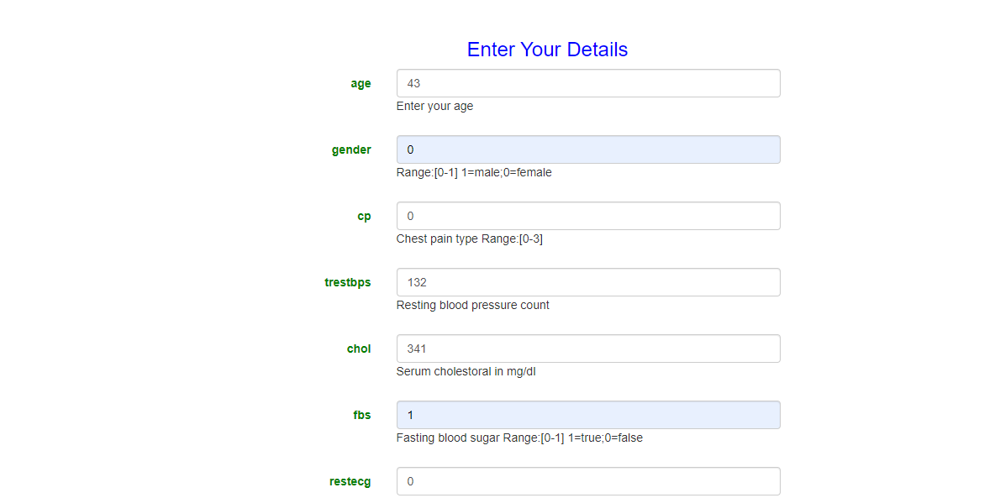 Enter Your Details
age 43
Enter your age
gender 0
Range:[0-1] 1=male;0=female
cp 0
Chest pain type Range:[0-3]
trestbps 132
Resting blood pressure count
chol 341
Serum cholestoral in mg/dl
fbs 1
Fasting blood sugar Range:[0-1] 1=true;0=false
restecg 0